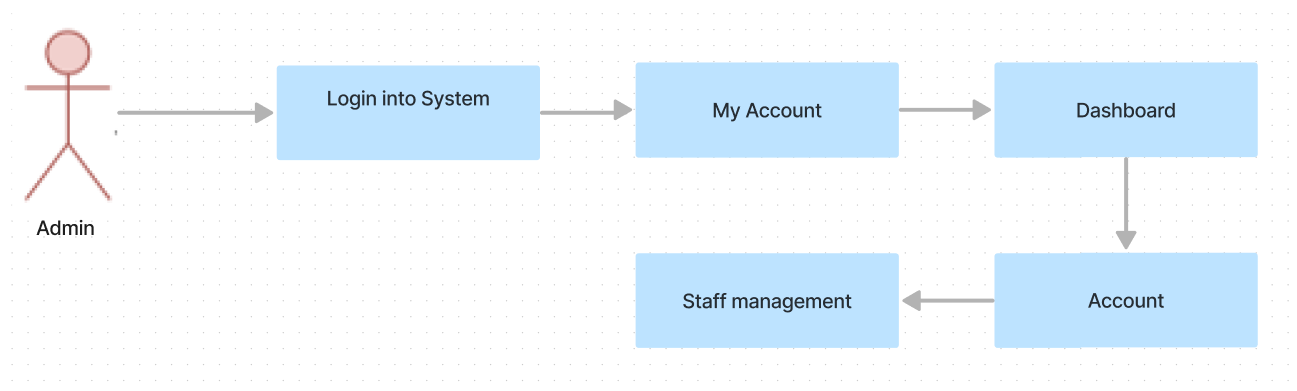 Login into System
My Account
Dashboard
Admin
Staff management
Account